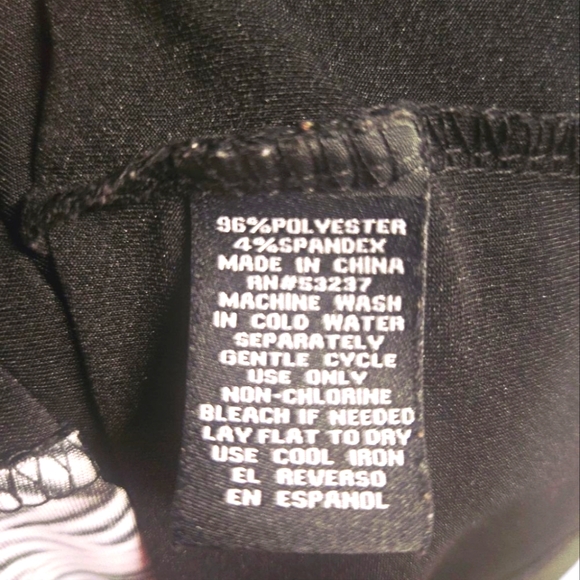 96%POLYESTER
4%SPANDEX
MADE IN CHINA
RN#53237
MACHINE WASH
IN COLD WATER
SEPARATELY
GENTLE CYCLE
USE ONLY
NON-CHLORINE
BLEACH IF NEEDED
LAY FLAT TO DRY
USE COOL IRON
EL REVERSO
EN ESPANOL